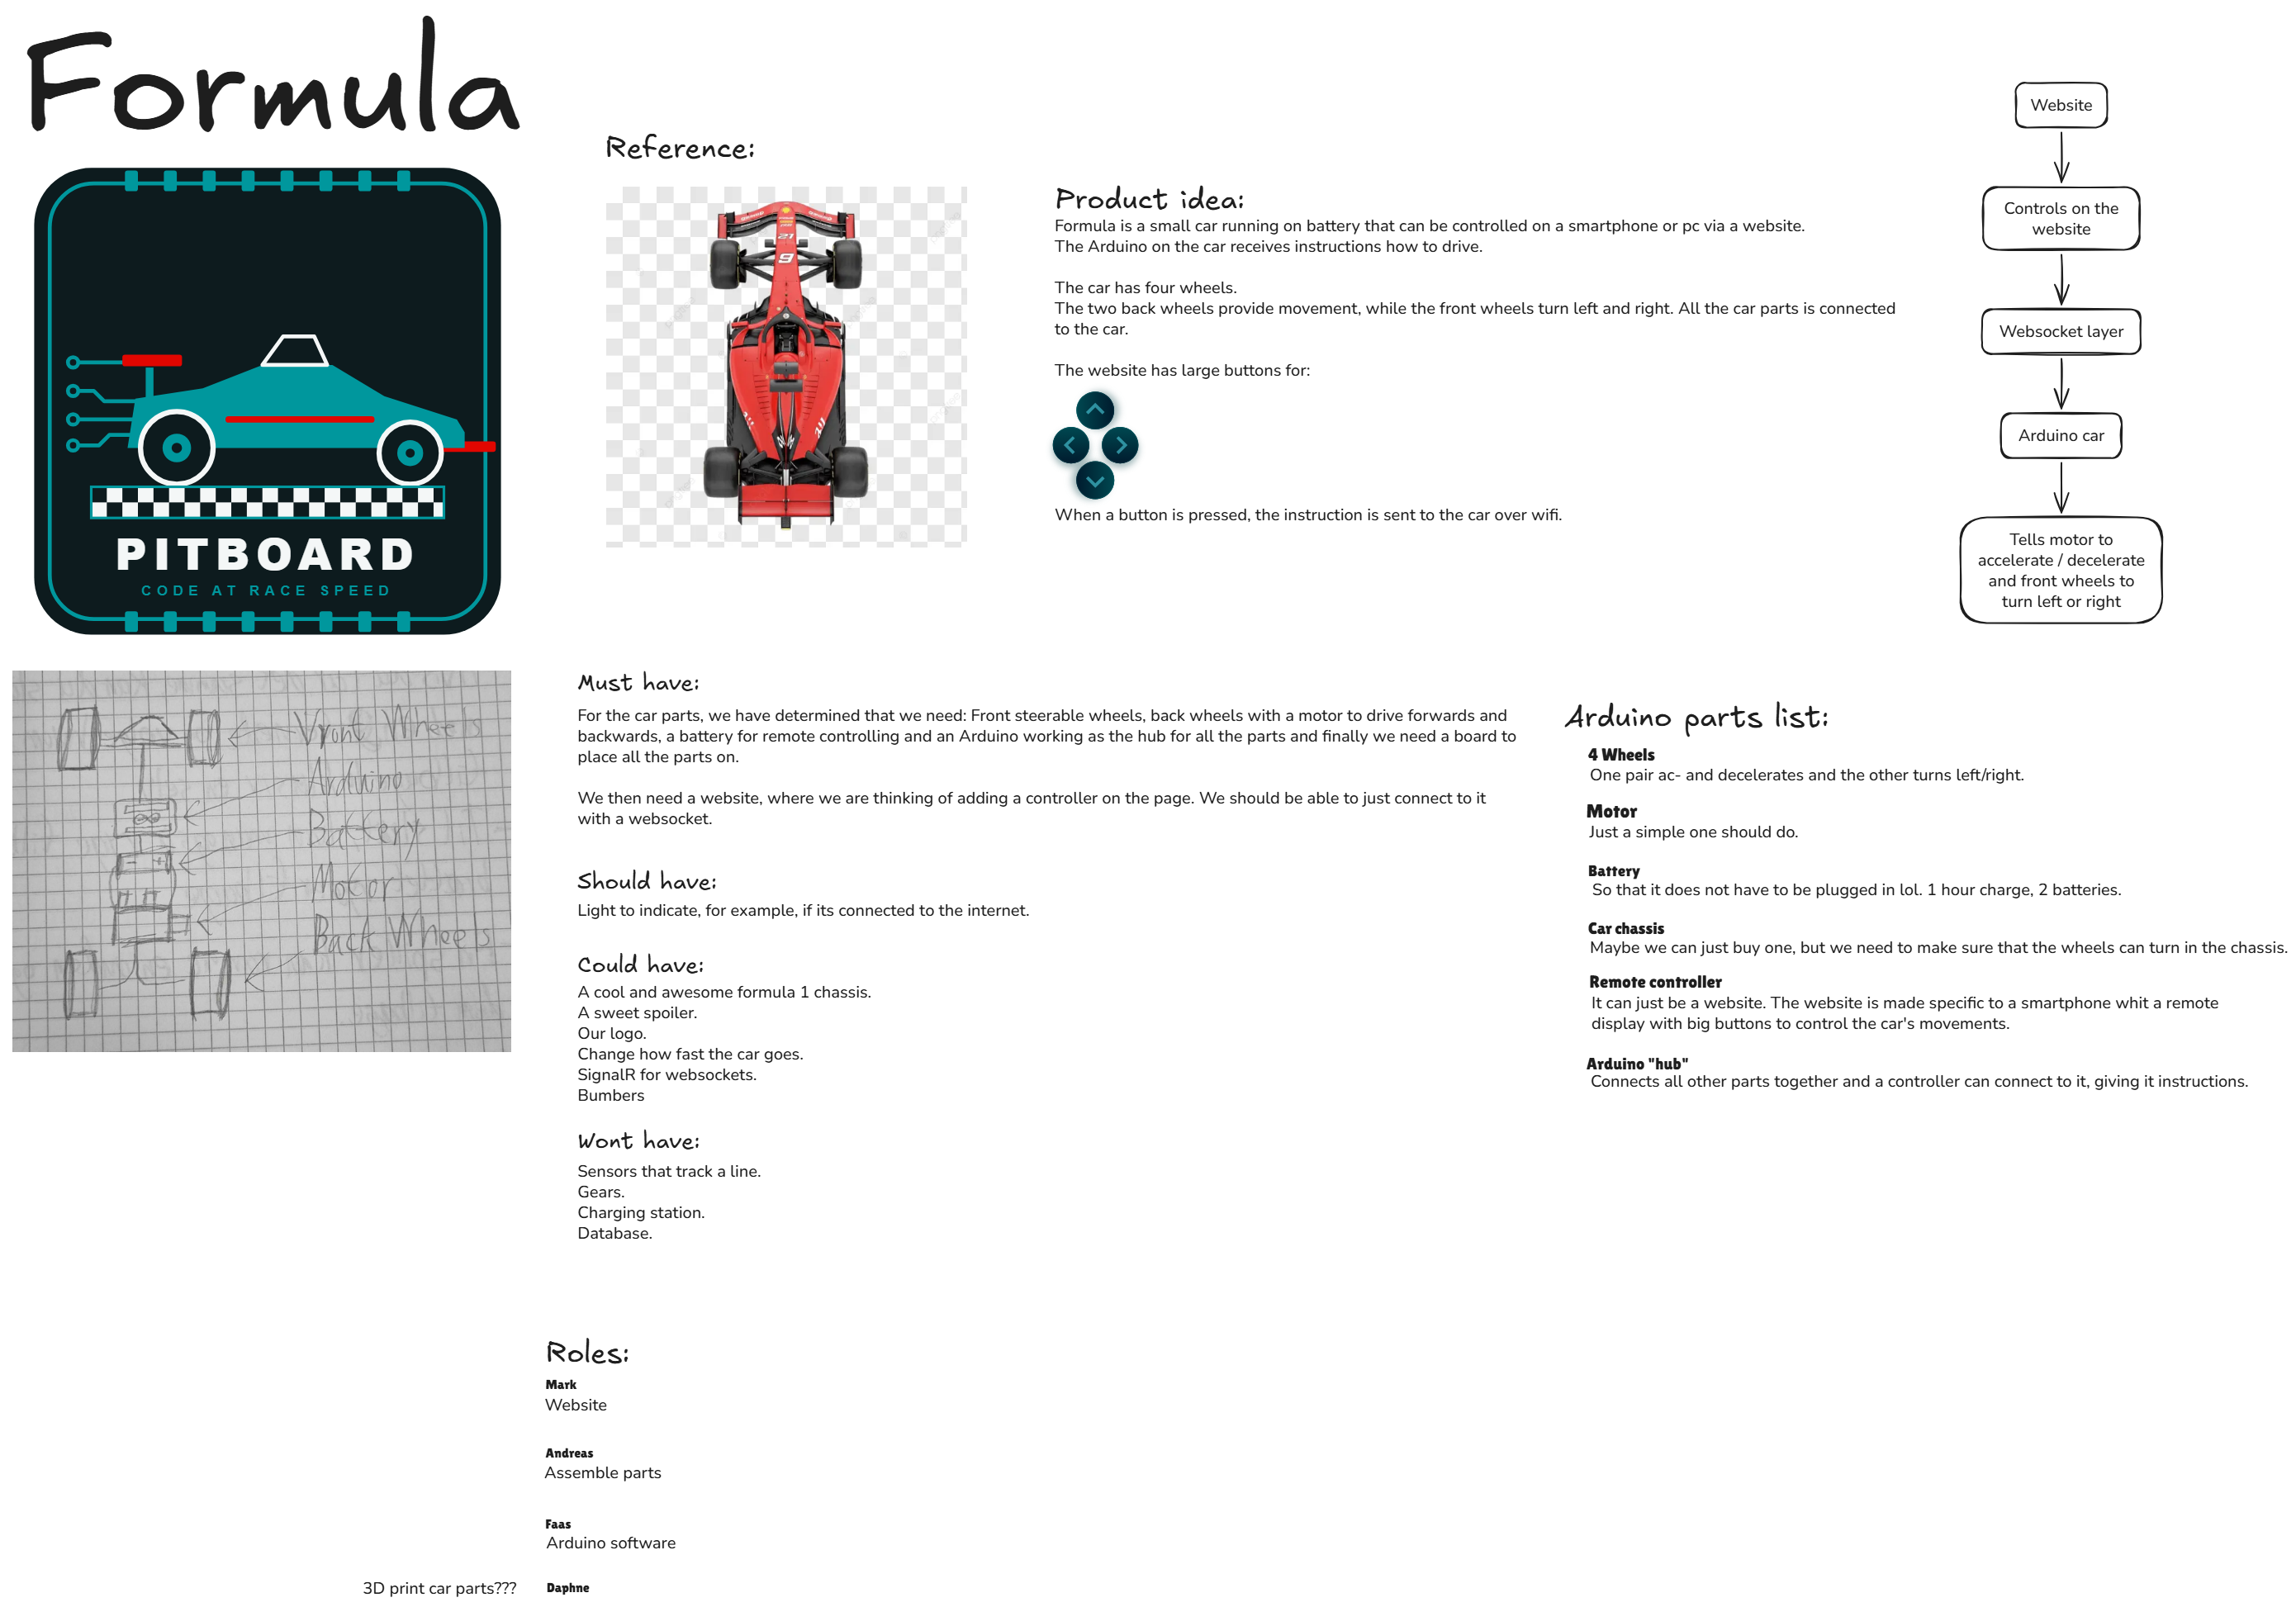 Formula
PITBOARD
CODE AT RACE SPEED
Reference:
21
9
Product idea:
Formula is a small car running on battery that can be controlled on a smartphone or pc via a website.
The Arduino on the car receives instructions how to drive.
The car has four wheels.
The two back wheels provide movement, while the front wheels turn left and right. All the car parts is connected
to the car.
The website has large buttons for:
When a button is pressed, the instruction is sent to the car over wifi.
Website
Controls on the
website
Websocket layer
Arduino car
Tells motor to
accelerate / decelerate
and front wheels to
turn left or right
Vront Wheels
Arduino
Battery
Motor
Back Wheels
Must have:
For the car parts, we have determined that we need: Front steerable wheels, back wheels with a motor to drive forwards and
backwards, a battery for remote controlling and an Arduino working as the hub for all the parts and finally we need a board to
place all the parts on.
We then need a website, where we are thinking of adding a controller on the page. We should be able to just connect to it
with a websocket.
Should have:
Light to indicate, for example, if its connected to the internet.
Could have:
A cool and awesome formula 1 chassis.
A sweet spoiler.
Our logo.
Change how fast the car goes.
SignalR for websockets.
Bumbers
Wont have:
Sensors that track a line.
Gears.
Charging station.
Database.
Arduino parts list:
4 Wheels
One pair ac- and decelerates and the other turns left/right.
Motor
Just a simple one should do.
Battery
So that it does not have to be plugged in lol. 1 hour charge, 2 batteries.
Car chassis
Maybe we can just buy one, but we need to make sure that the wheels can turn in the chassis.
Remote controller
It can just be a website. The website is made specific to a smartphone whit a remote
display with big buttons to control the car's movements.
Arduino "hub"
Connects all other parts together and a controller can connect to it, giving it instructions.
Roles:
Mark
Website
Andreas
Assemble parts
Faas
Arduino software
3D print car parts???
Daphne